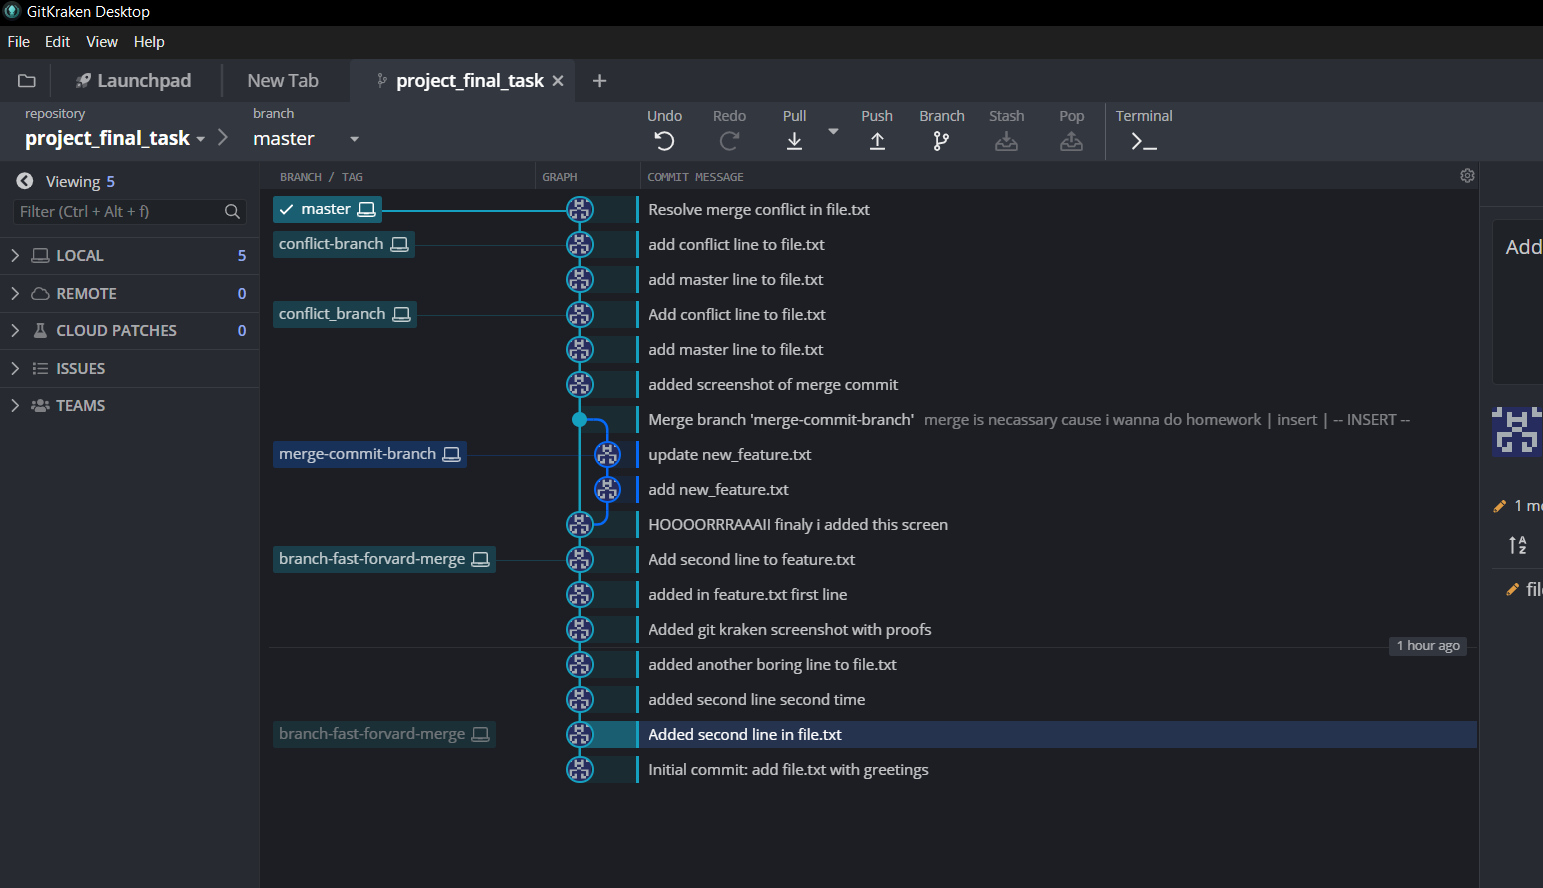 GitKraken Desktop
File Edit View Help
Launchpad New Tab project_final_task
repository branch
project_final_task master
Undo Redo Pull Push Branch Stash Pop Terminal
Viewing 5
Filter (Ctrl + Alt + f)
LOCAL 5
REMOTE 0
CLOUD PATCHES 0
ISSUES
TEAMS
BRANCH / TAG GRAPH COMMIT MESSAGE
master Resolve merge conflict in file.txt
conflict-branch add conflict line to file.txt
add master line to file.txt
conflict_branch Add conflict line to file.txt
add master line to file.txt
added screenshot of merge commit
Merge branch 'merge-commit-branch' merge is necassary cause i wanna do homework | insert | -- INSERT --
merge-commit-branch update new_feature.txt
add new_feature.txt
HOOOORRRAAAII finaly i added this screen
branch-fast-forvard-merge Add second line to feature.txt
added in feature.txt first line
Added git kraken screenshot with proofs
1 hour ago
added another boring line to file.txt
added second line second time
branch-fast-forvard-merge Added second line in file.txt
Initial commit: add file.txt with greetings
Add
1 mo
A
Z
file